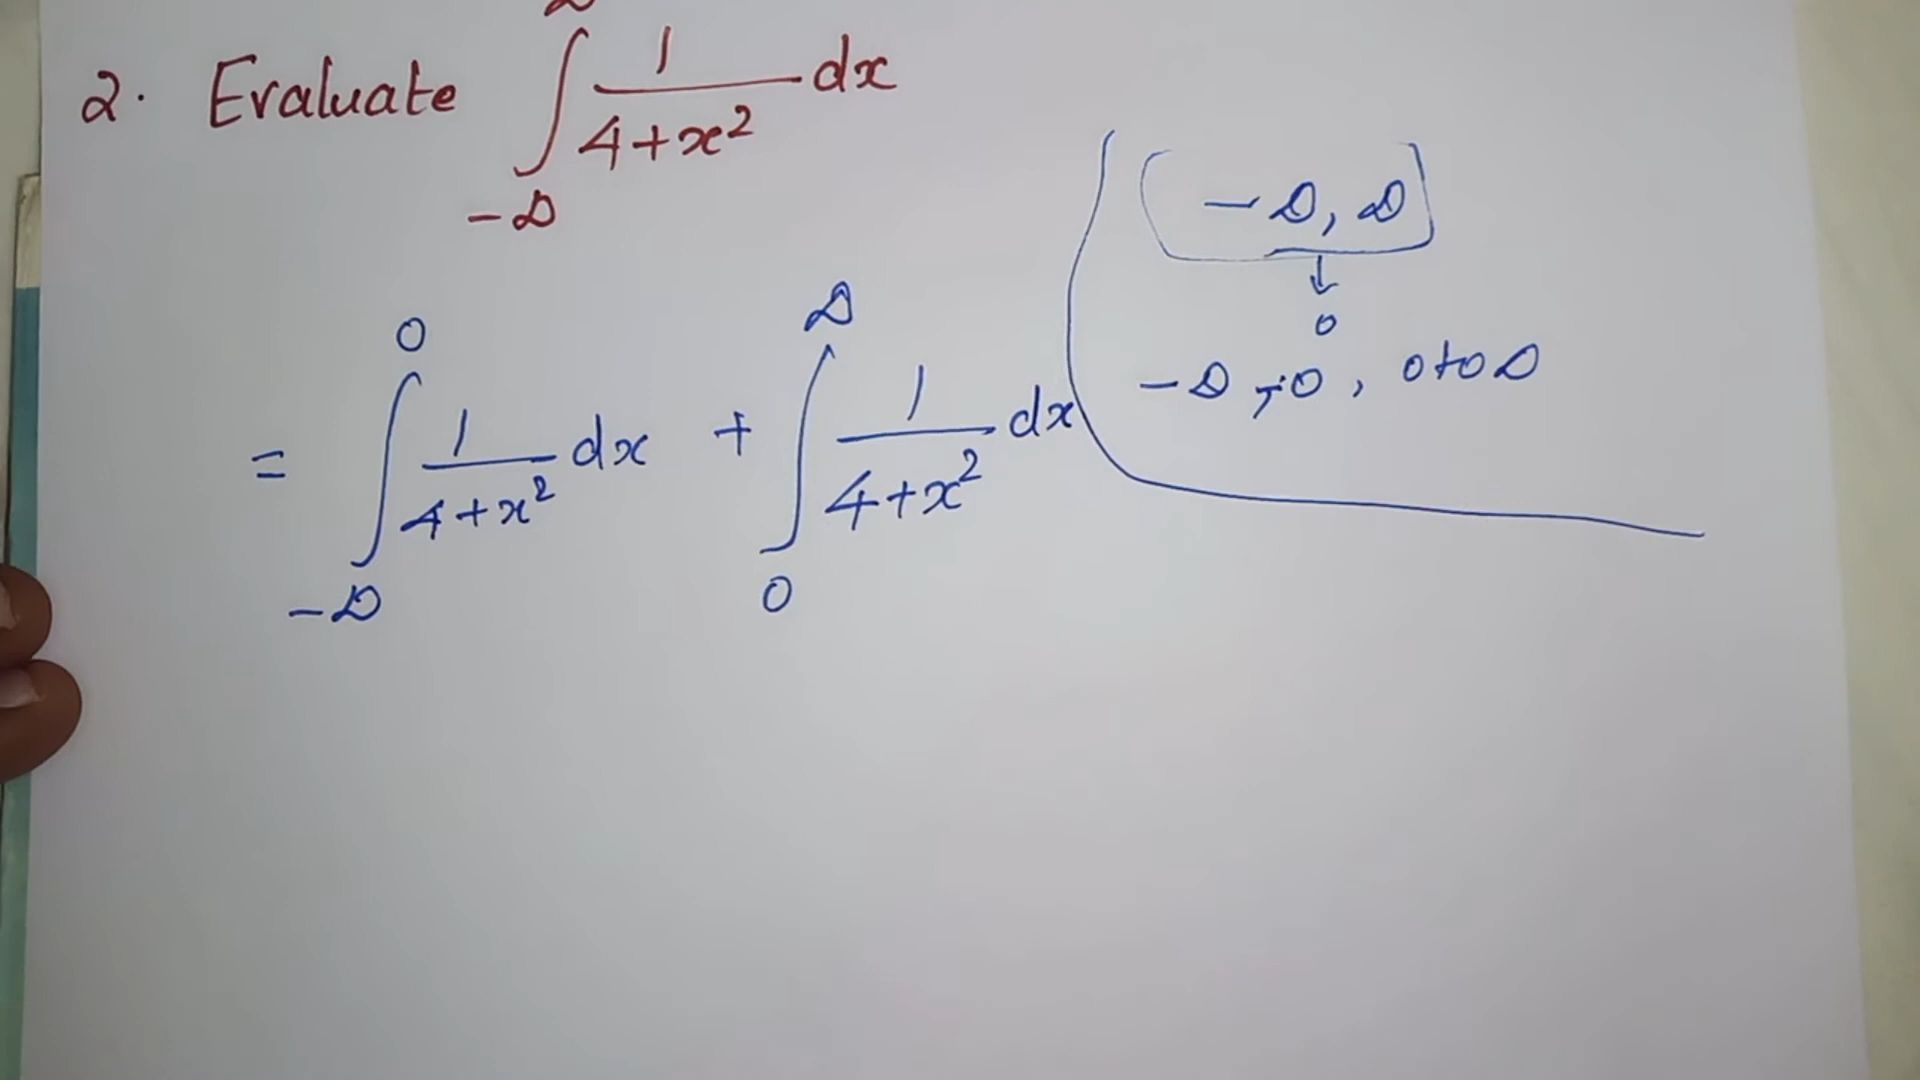 2. Evaluate ∫_{-∞}^{∞} 1/(4+x²) dx
(-∞, ∞)
↓
0
-∞ to 0, 0 to ∞
= ∫_{-∞}^{0} 1/(4+x²) dx + ∫_{0}^{∞} 1/(4+x²) dx